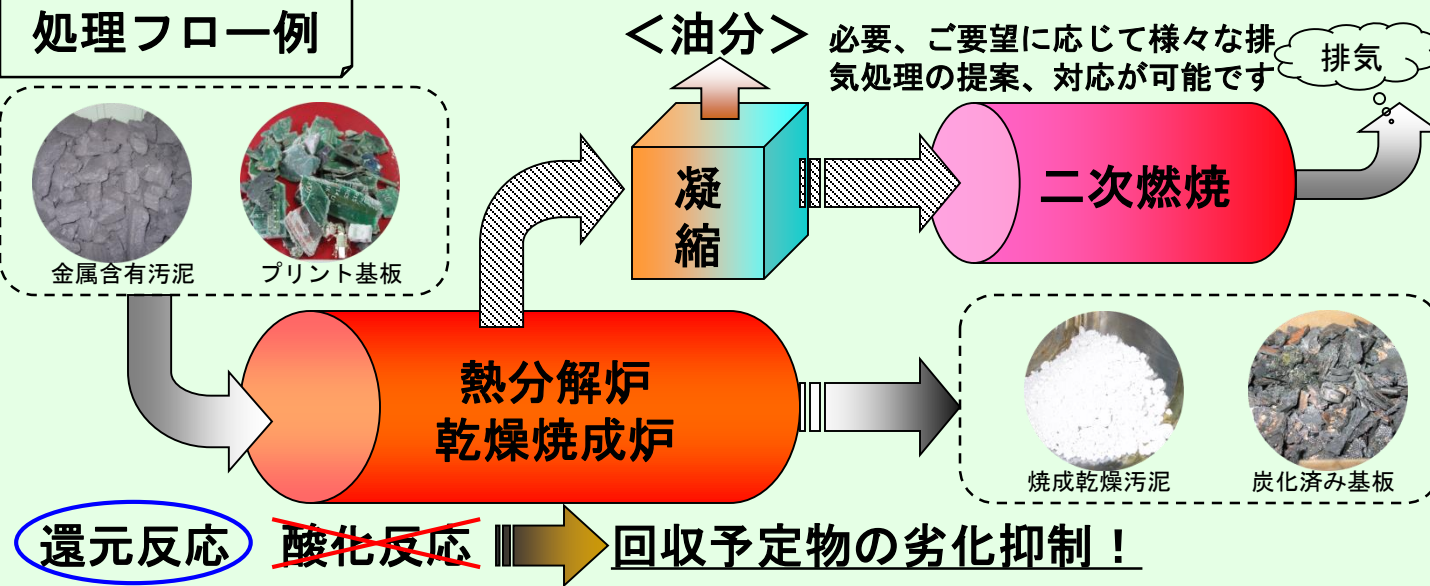 処理フロー例
＜油分＞
必要、ご要望に応じて様々な排
気処理の提案、対応が可能です
排気
金属含有汚泥
プリント基板
凝
縮
二次燃焼
熱分解炉
乾燥焼成炉
焼成乾燥汚泥
炭化済み基板
還元反応
酸化反応
回収予定物の劣化抑制！